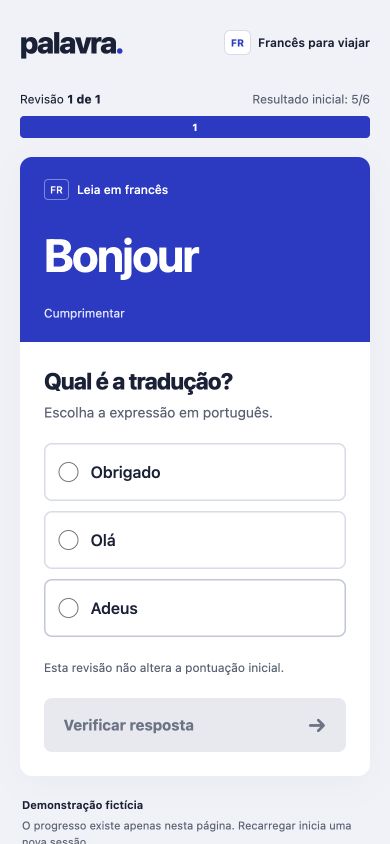 palavra.
FR Francês para viajar
Revisão 1 de 1
Resultado inicial: 5/6
1
FR Leia em francês
Bonjour
Cumprimentar
Qual é a tradução?
Escolha a expressão em português.
Obrigado
Olá
Adeus
Esta revisão não altera a pontuação inicial.
Verificar resposta
Demonstração fictícia
O progresso existe apenas nesta página. Recarregar inicia uma
nova sessão.